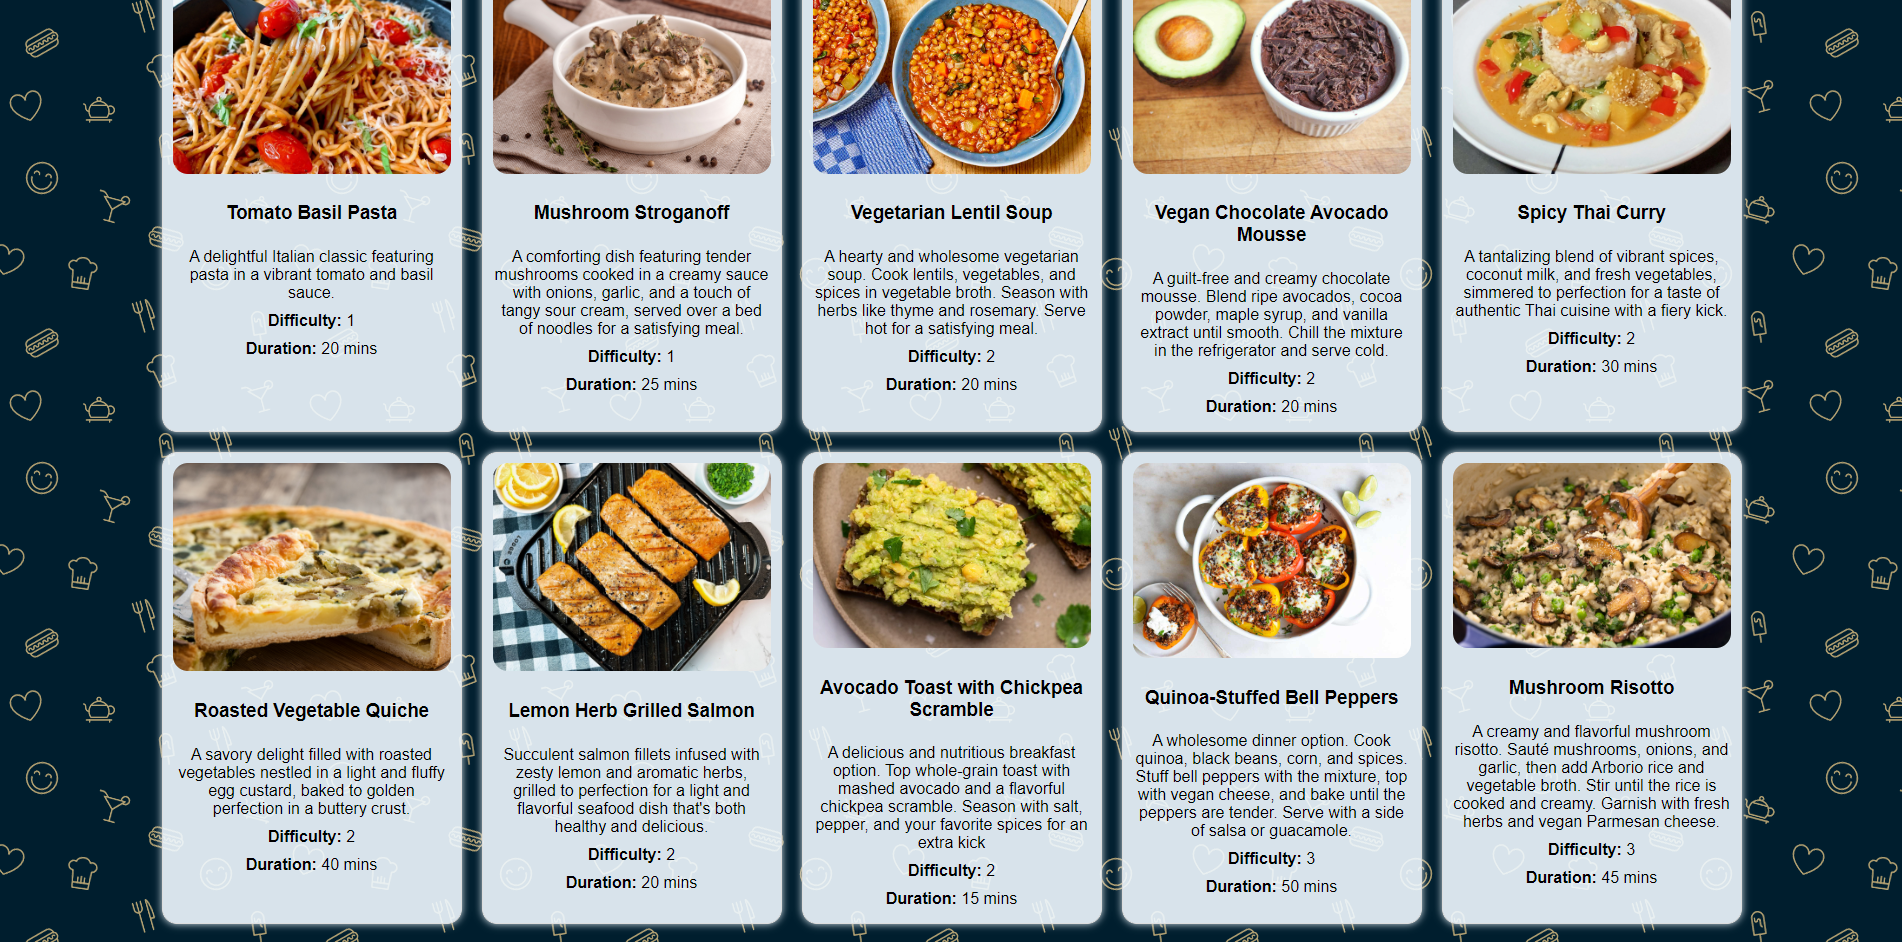 Tomato Basil Pasta
A delightful Italian classic featuring
pasta in a vibrant tomato and basil
sauce.
Difficulty: 1
Duration: 20 mins
Mushroom Stroganoff
A comforting dish featuring tender
mushrooms cooked in a creamy sauce
with onions, garlic, and a touch of
tangy sour cream, served over a bed
of noodles for a satisfying meal.
Difficulty: 1
Duration: 25 mins
Vegetarian Lentil Soup
A hearty and wholesome vegetarian
soup. Cook lentils, vegetables, and
spices in vegetable broth. Season with
herbs like thyme and rosemary. Serve
hot for a satisfying meal.
Difficulty: 2
Duration: 20 mins
Vegan Chocolate Avocado
Mousse
A guilt-free and creamy chocolate
mousse. Blend ripe avocados, cocoa
powder, maple syrup, and vanilla
extract until smooth. Chill the mixture
in the refrigerator and serve cold.
Difficulty: 2
Duration: 20 mins
Spicy Thai Curry
A tantalizing blend of vibrant spices,
coconut milk, and fresh vegetables,
simmered to perfection for a taste of
authentic Thai cuisine with a fiery kick.
Difficulty: 2
Duration: 30 mins
Roasted Vegetable Quiche
A savory delight filled with roasted
vegetables nestled in a light and fluffy
egg custard, baked to golden
perfection in a buttery crust.
Difficulty: 2
Duration: 40 mins
Lemon Herb Grilled Salmon
Succulent salmon fillets infused with
zesty lemon and aromatic herbs,
grilled to perfection for a light and
flavorful seafood dish that's both
healthy and delicious.
Difficulty: 2
Duration: 20 mins
Avocado Toast with Chickpea
Scramble
A delicious and nutritious breakfast
option. Top whole-grain toast with
mashed avocado and a flavorful
chickpea scramble. Season with salt,
pepper, and your favorite spices for an
extra kick
Difficulty: 2
Duration: 15 mins
Quinoa-Stuffed Bell Peppers
A wholesome dinner option. Cook
quinoa, black beans, corn, and spices.
Stuff bell peppers with the mixture, top
with vegan cheese, and bake until the
peppers are tender. Serve with a side
of salsa or guacamole.
Difficulty: 3
Duration: 50 mins
Mushroom Risotto
A creamy and flavorful mushroom
risotto. Sauté mushrooms, onions, and
garlic, then add Arborio rice and
vegetable broth. Stir until the rice is
cooked and creamy. Garnish with fresh
herbs and vegan Parmesan cheese.
Difficulty: 3
Duration: 45 mins